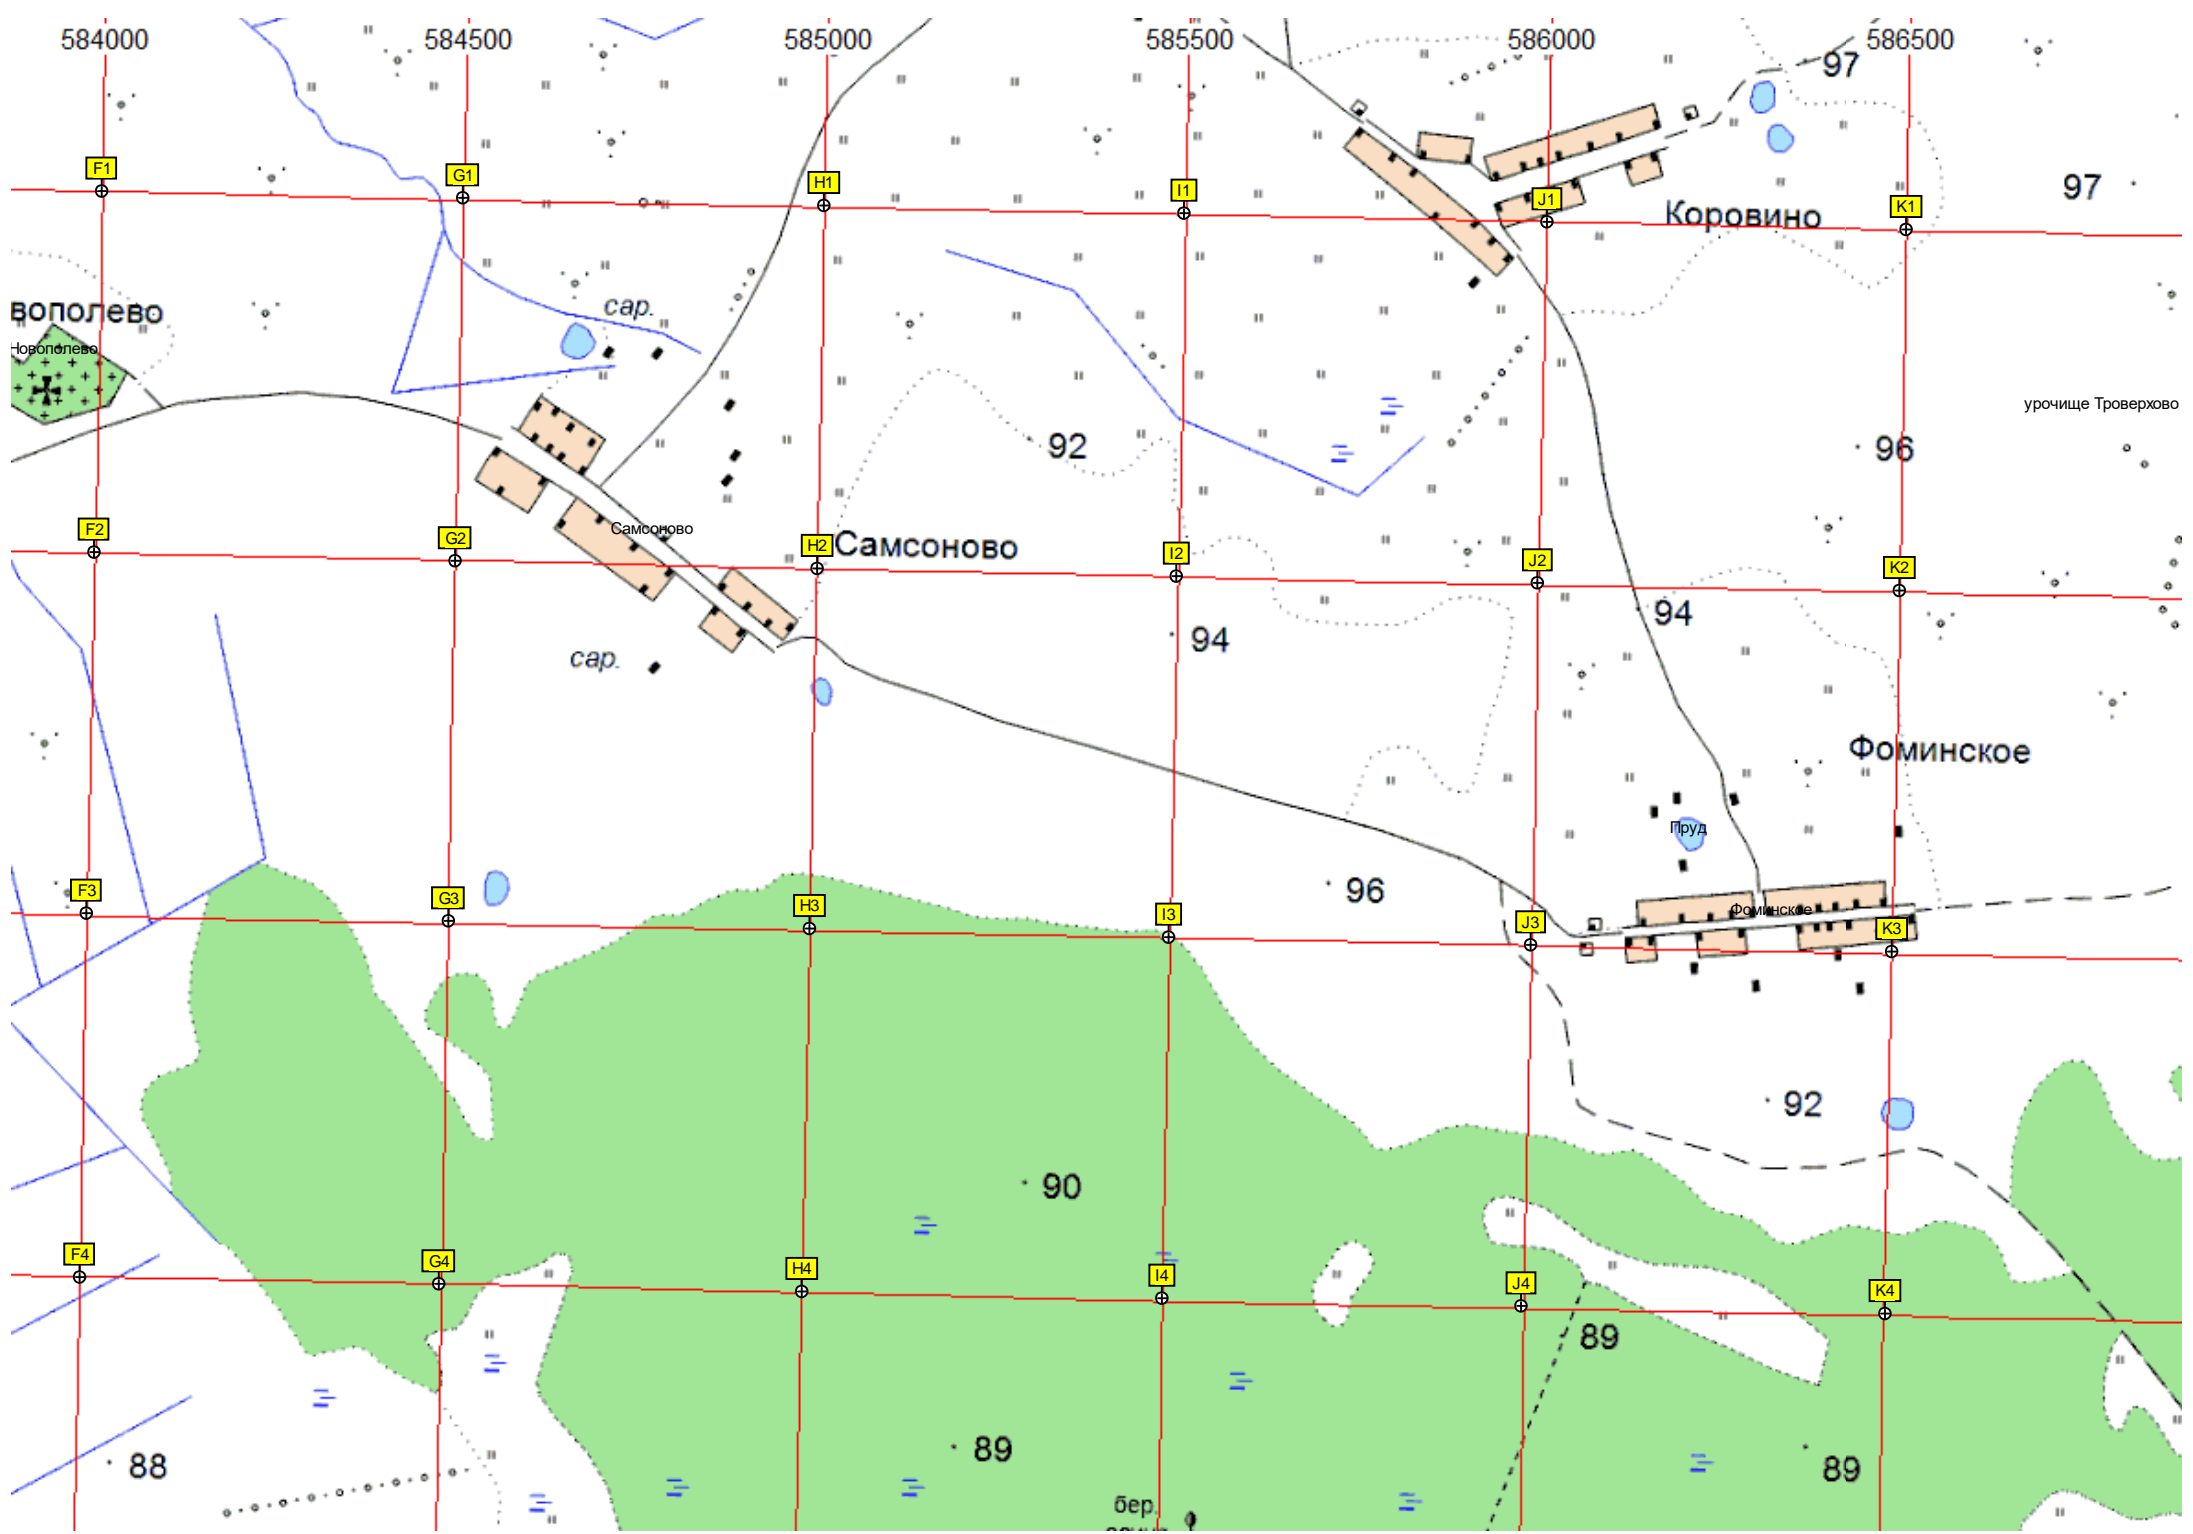 584000 584500 585000 585500 586000 586500
97
F1 G1 H1 I1 J1 K1
97
Коровино
вополево
сар.
Новополево
урочище Троверхово
92
96
Самсоново
F2 G2 H2 I2 J2 K2
Самсоново
94
94
сар.
Фоминское
Пруд
96
F3 G3 H3 I3 J3 K3
Фоминское
92
90
F4 G4 H4 I4 J4 K4
89
88
89
89
бер.